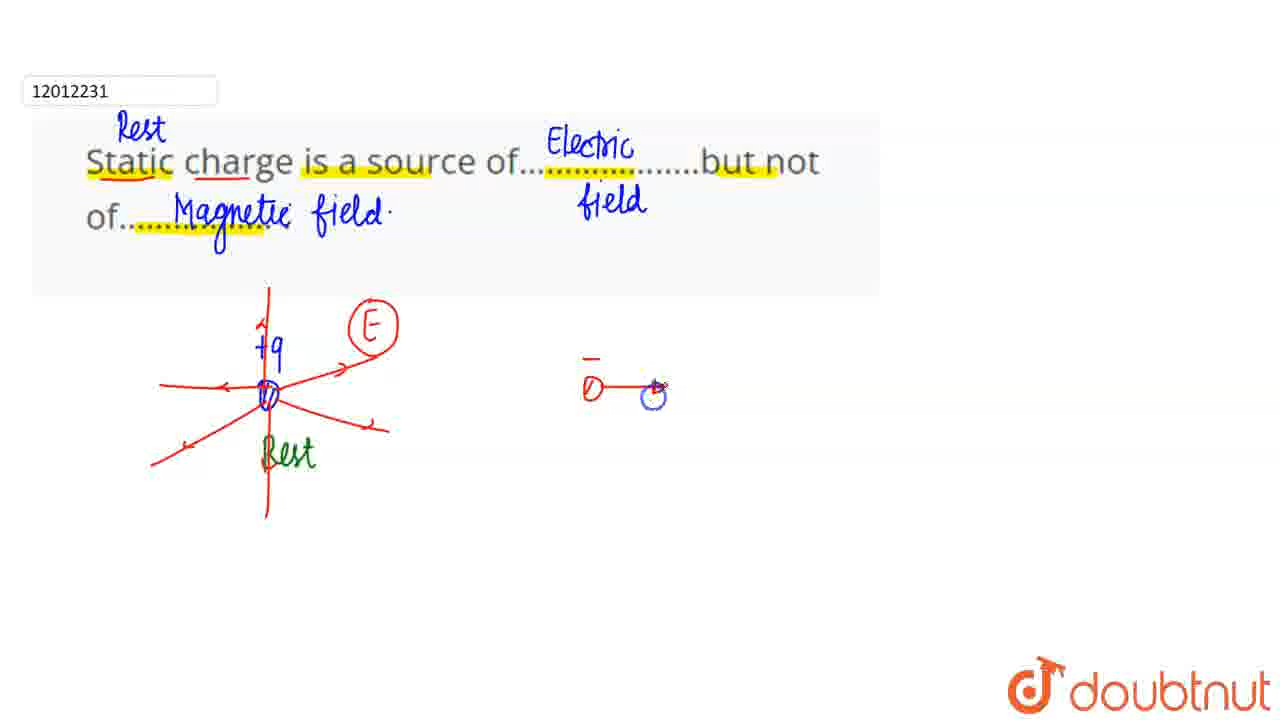 12012231
Rest
Electric
Static charge is a source of.....................but not
field
of.................... Magnetic field.
E
+q
Rest
doubtnut